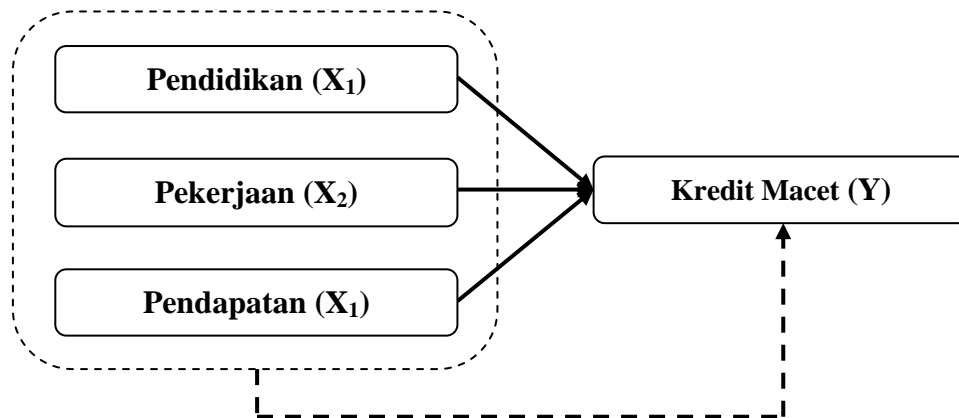 Pendidikan (X₁)
Pekerjaan (X₂)
Kredit Macet (Y)
Pendapatan (X₁)